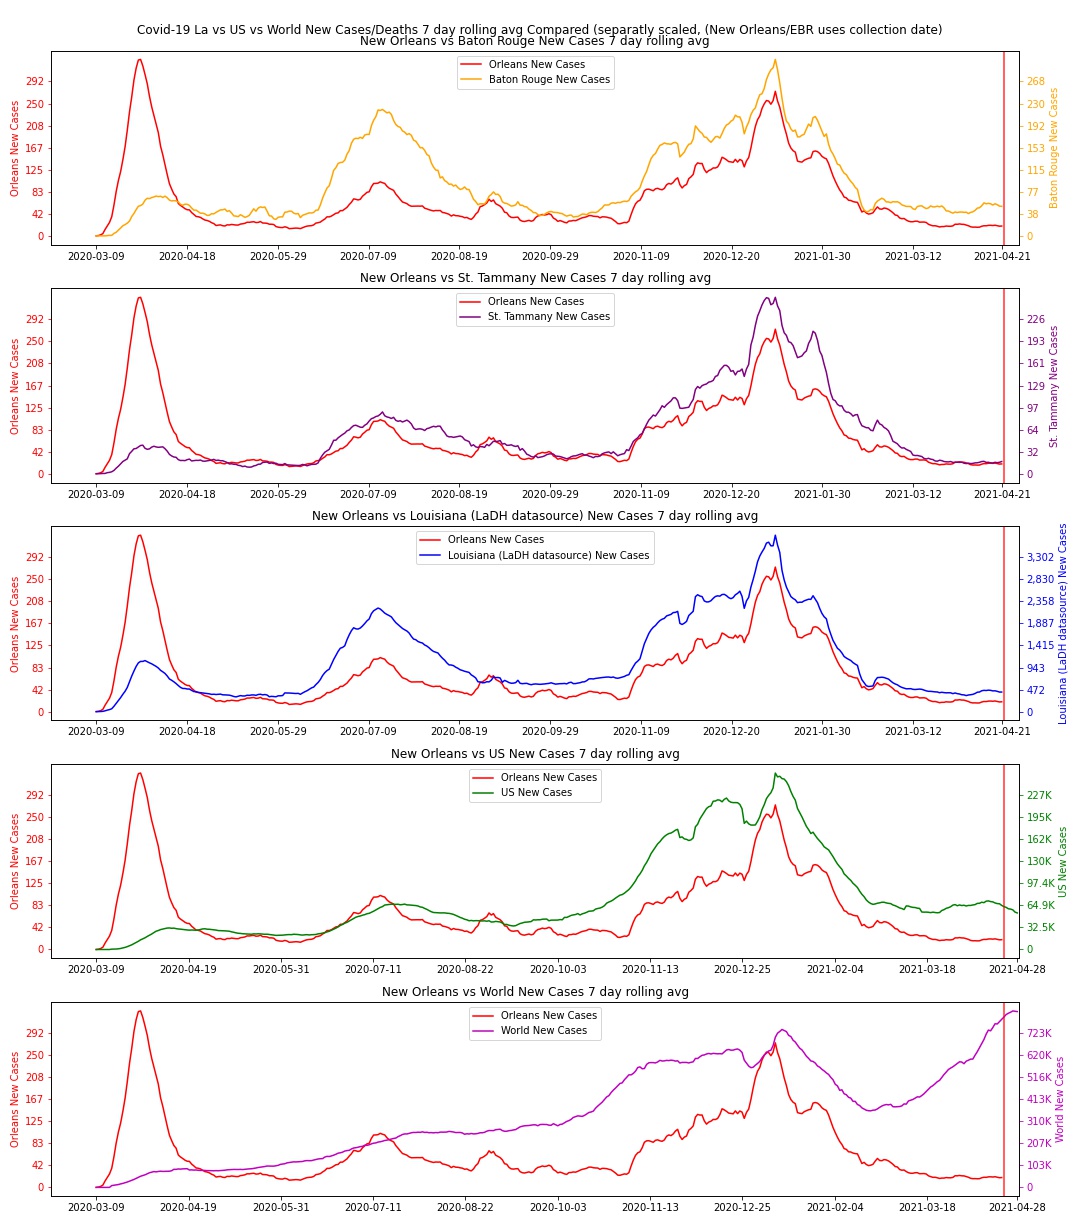 Covid-19 La vs US vs World New Cases/Deaths 7 day rolling avg Compared (separatly scaled, (New Orleans/EBR uses collection date)
New Orleans vs Baton Rouge New Cases 7 day rolling avg
Orleans New Cases
Baton Rouge New Cases
292
250
208
167
125
83
42
0
Orleans New Cases
268
230
192
153
115
77
38
0
Baton Rouge New Cases
2020-03-09 2020-04-18 2020-05-29 2020-07-09 2020-08-19 2020-09-29 2020-11-09 2020-12-20 2021-01-30 2021-03-12 2021-04-21
New Orleans vs St. Tammany New Cases 7 day rolling avg
Orleans New Cases
St. Tammany New Cases
292
250
208
167
125
83
42
0
Orleans New Cases
226
193
161
129
97
64
32
0
St. Tammany New Cases
2020-03-09 2020-04-18 2020-05-29 2020-07-09 2020-08-19 2020-09-29 2020-11-09 2020-12-20 2021-01-30 2021-03-12 2021-04-21
New Orleans vs Louisiana (LaDH datasource) New Cases 7 day rolling avg
Orleans New Cases
Louisiana (LaDH datasource) New Cases
292
250
208
167
125
83
42
0
Orleans New Cases
3,302
2,830
2,358
1,887
1,415
943
472
0
Louisiana (LaDH datasource) New Cases
2020-03-09 2020-04-18 2020-05-29 2020-07-09 2020-08-19 2020-09-29 2020-11-09 2020-12-20 2021-01-30 2021-03-12 2021-04-21
New Orleans vs US New Cases 7 day rolling avg
Orleans New Cases
US New Cases
292
250
208
167
125
83
42
0
Orleans New Cases
227K
195K
162K
130K
97.4K
64.9K
32.5K
0
US New Cases
2020-03-09 2020-04-19 2020-05-31 2020-07-11 2020-08-22 2020-10-03 2020-11-13 2020-12-25 2021-02-04 2021-03-18 2021-04-28
New Orleans vs World New Cases 7 day rolling avg
Orleans New Cases
World New Cases
292
250
208
167
125
83
42
0
Orleans New Cases
723K
620K
516K
413K
310K
207K
103K
0
World New Cases
2020-03-09 2020-04-19 2020-05-31 2020-07-11 2020-08-22 2020-10-03 2020-11-13 2020-12-25 2021-02-04 2021-03-18 2021-04-28